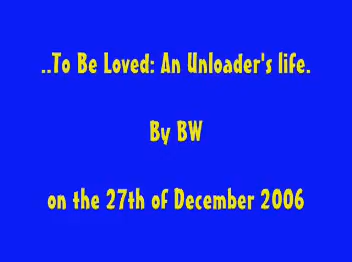 ..To Be Loved: An Unloader's life.
By BW
on the 27th of December 2006